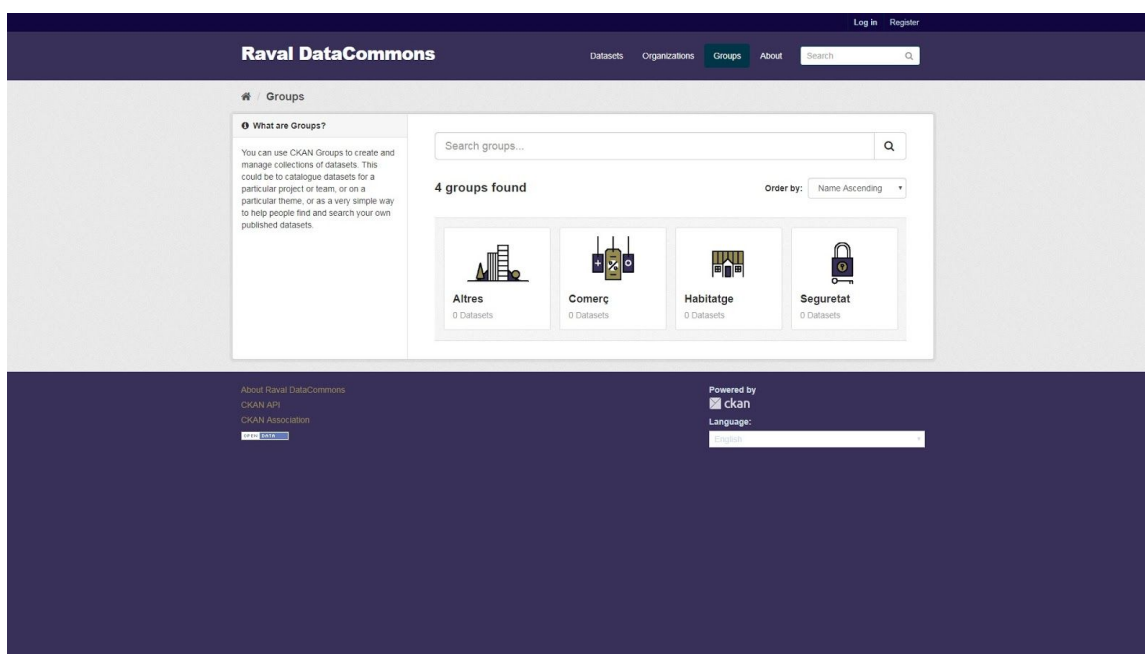 Log in Register
Raval DataCommons
Datasets Organizations Groups About Search
/ Groups
What are Groups?
You can use CKAN Groups to create and
manage collections of datasets. This
could be to catalogue datasets for a
particular project or team, or on a
particular theme, or as a very simple way
to help people find and search your own
published datasets.
Search groups...
4 groups found
Order by: Name Ascending
Altres
0 Datasets
Comerç
0 Datasets
Habitatge
0 Datasets
Seguretat
0 Datasets
About Raval DataCommons
CKAN API
CKAN Association
OPEN DATA
Powered by
ckan
Language:
English